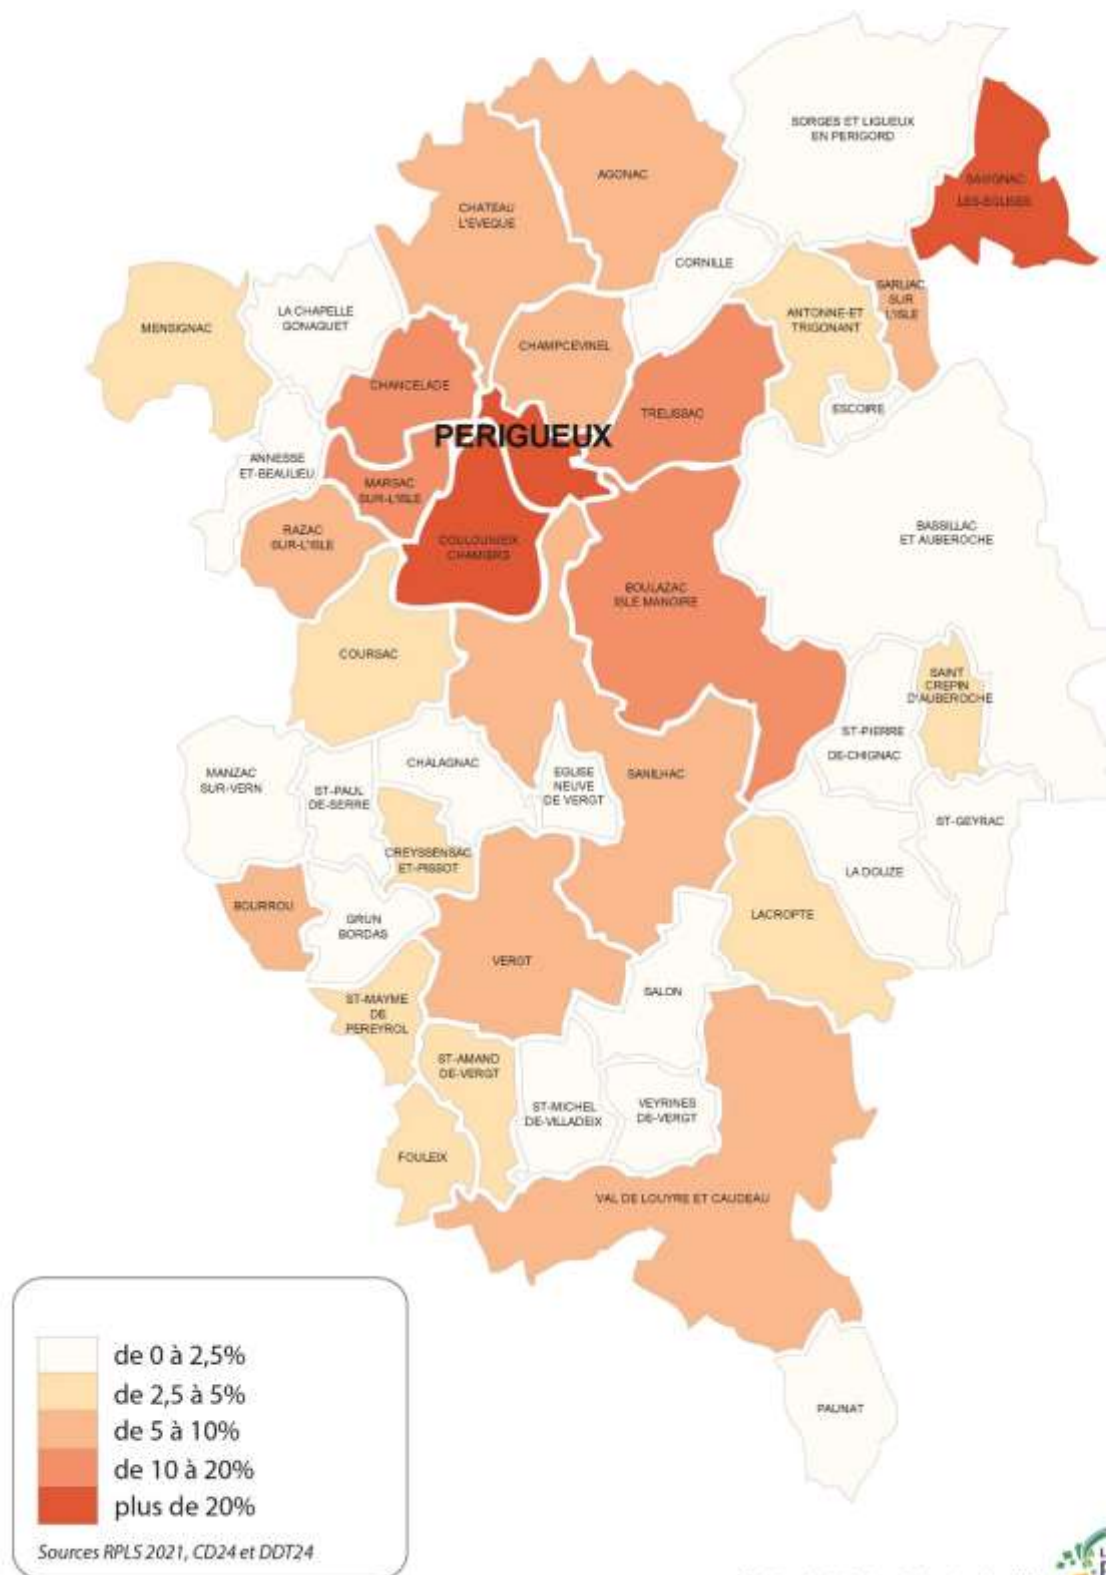 SORGES ET LIGUEUX
EN PERIGORD
AGONAC
SAVIGNAC
LES-EGLISES
CHATEAU
L'EVEQUE
CORNILLE
SARLIAC
SUR
L'ISLE
LA CHAPELLE
GONAGUET
ANTONNE-ET
TRIGONANT
MENSIGNAC
CHAMPCEVINEL
CHANCELADE
TRELISSAC
ESCOIRE
PERIGUEUX
ANNESSE
ET-BEAULIEU
MARSAC
SUR-L'ISLE
RAZAC
SUR-L'ISLE
COULOUNIEIX
CHAMIERS
BASSILLAC
ET AUBEROCHE
BOULAZAC
ISLE MANOIRE
COURSAC
SAINT
CREPIN
D'AUBEROCHE
ST-PIERRE
DE-CHIGNAC
MANZAC
SUR-VERN
ST-PAUL
DE-SERRE
CHALAGNAC
EGLISE
NEUVE
DE VERGT
SANILHAC
ST-GEYRAC
CREYSSENSAC
ET-PISSOT
LA DOUZE
BOURROU
GRUN
BORDAS
LACROPTE
VERGT
SALON
ST-MAYME
DE
PEREYROL
ST-AMAND
DE-VERGT
ST-MICHEL
DE-VILLADEIX
VEYRINES
DE-VERGT
FOULEIX
VAL DE LOUYRE ET CAUDEAU
PAUNAT
de 0 à 2,5%
de 2,5 à 5%
de 5 à 10%
de 10 à 20%
plus de 20%
Sources RPLS 2021, CD24 et DDT24